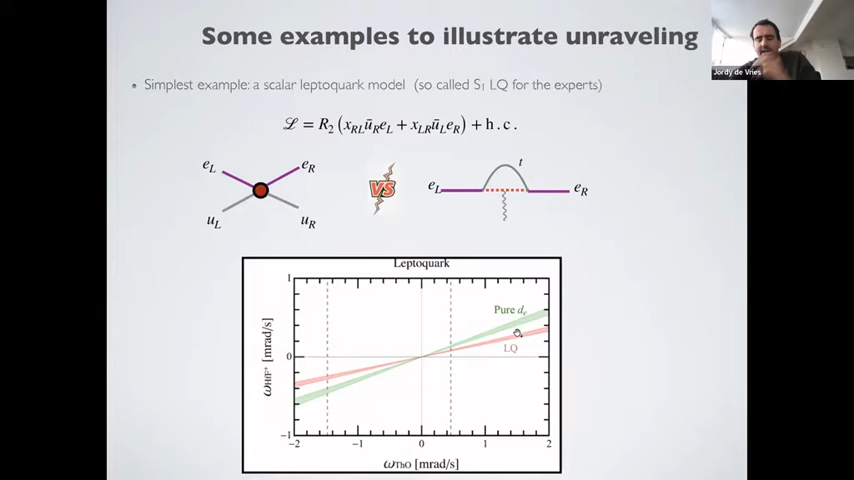 Some examples to illustrate unraveling
Jordy de Vries
• Simplest example: a scalar leptoquark model (so called S₁ LQ for the experts)
ℒ = R₂ (x_RL ū_R e_L + x_LR ū_L e_R) + h.c.
e_L e_R
VS
t
e_L e_R
u_L u_R
Leptoquark
1
Pure d_e
LQ
ω_HfF⁺ [mrad/s]
0
-1
-2 -1 0 1 2
ω_ThO [mrad/s]